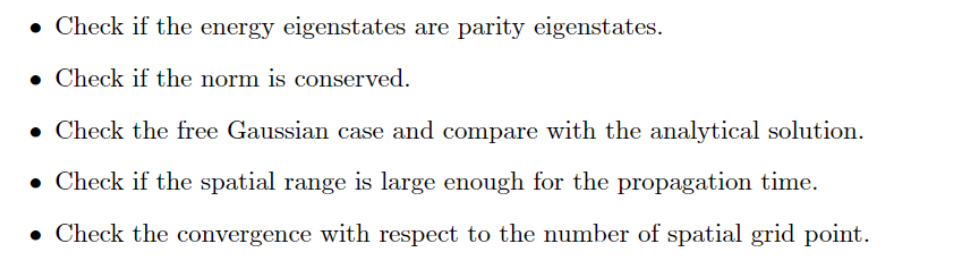 • Check if the energy eigenstates are parity eigenstates.
• Check if the norm is conserved.
• Check the free Gaussian case and compare with the analytical solution.
• Check if the spatial range is large enough for the propagation time.
• Check the convergence with respect to the number of spatial grid point.